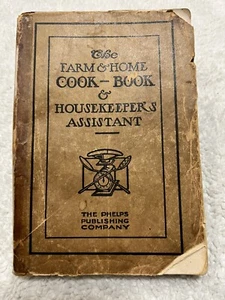 The
FARM & HOME
COOK-BOOK
&
HOUSEKEEPER'S
ASSISTANT
THE PHELPS
PUBLISHING
COMPANY